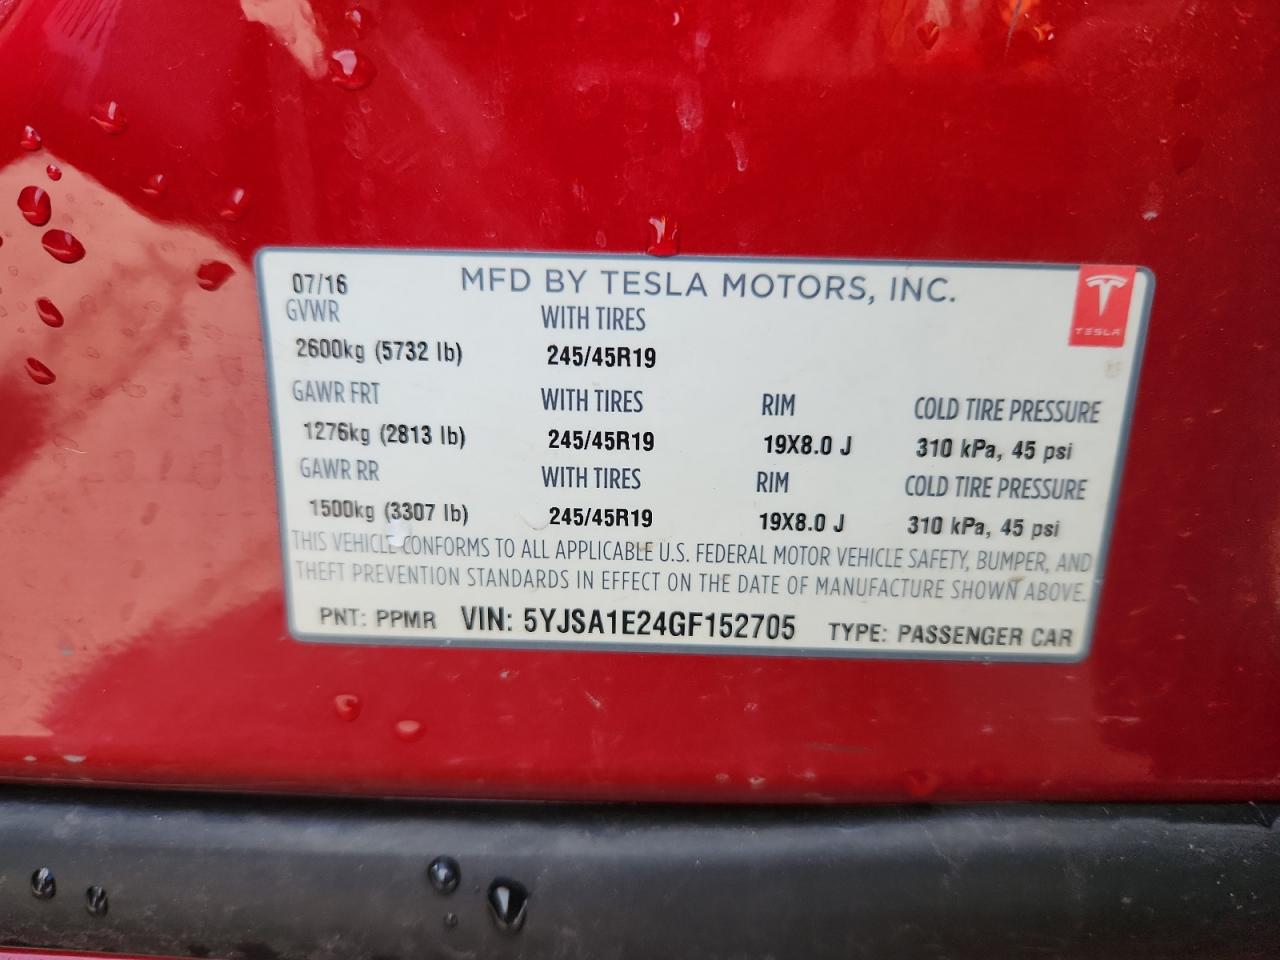 07/16 MFD BY TESLA MOTORS, INC.
TESLA
GVWR WITH TIRES
2600kg (5732 lb) 245/45R19
GAWR FRT WITH TIRES RIM COLD TIRE PRESSURE
1276kg (2813 lb) 245/45R19 19X8.0 J 310 kPa, 45 psi
GAWR RR WITH TIRES RIM COLD TIRE PRESSURE
1500kg (3307 lb) 245/45R19 19X8.0 J 310 kPa, 45 psi
THIS VEHICLE CONFORMS TO ALL APPLICABLE U.S. FEDERAL MOTOR VEHICLE SAFETY, BUMPER, AND
THEFT PREVENTION STANDARDS IN EFFECT ON THE DATE OF MANUFACTURE SHOWN ABOVE.
PNT: PPMR VIN: 5YJSA1E24GF152705 TYPE: PASSENGER CAR